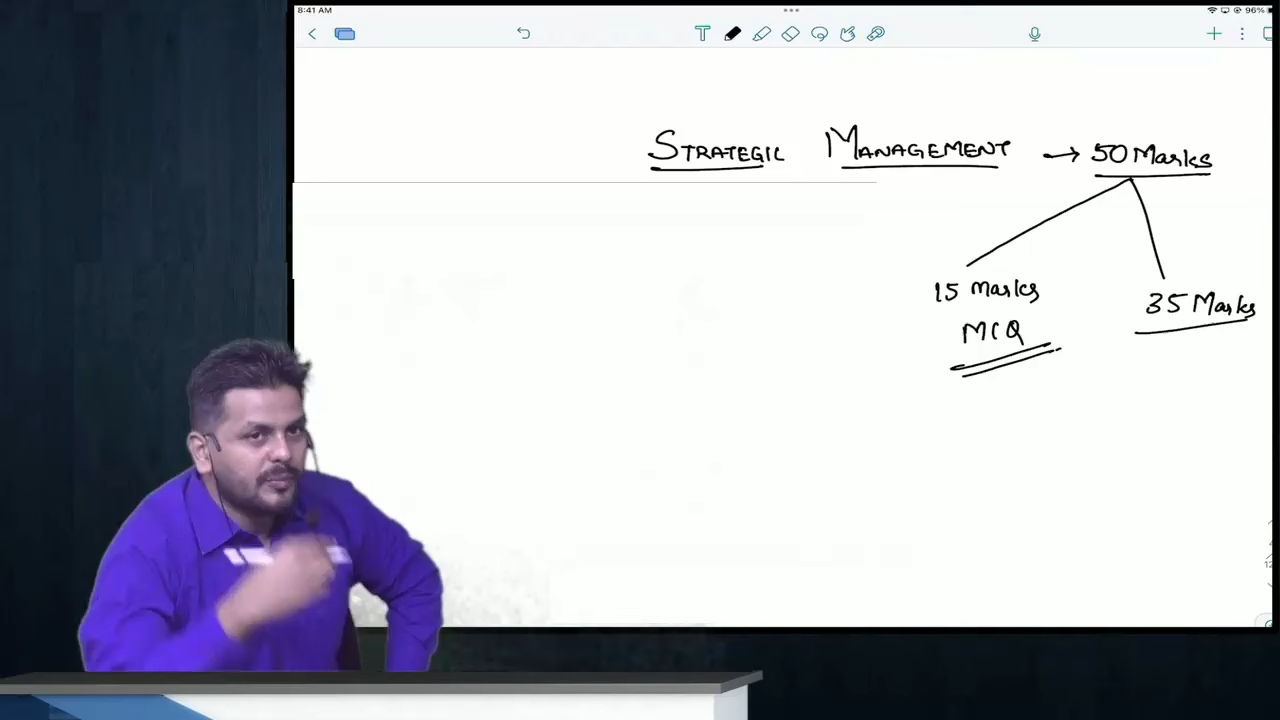 8:41 AM
96%
T
STRATEGIC MANAGEMENT → 50 Marks
15 Marks
35 Marks
MCQ